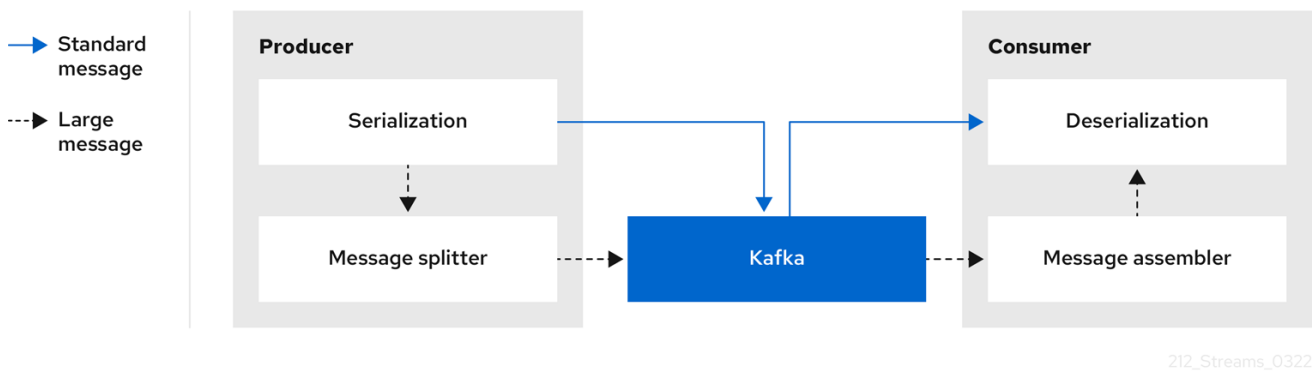 Standard
message
Large
message
Producer
Serialization
Message splitter
Kafka
Consumer
Deserialization
Message assembler
212_Streams_0322